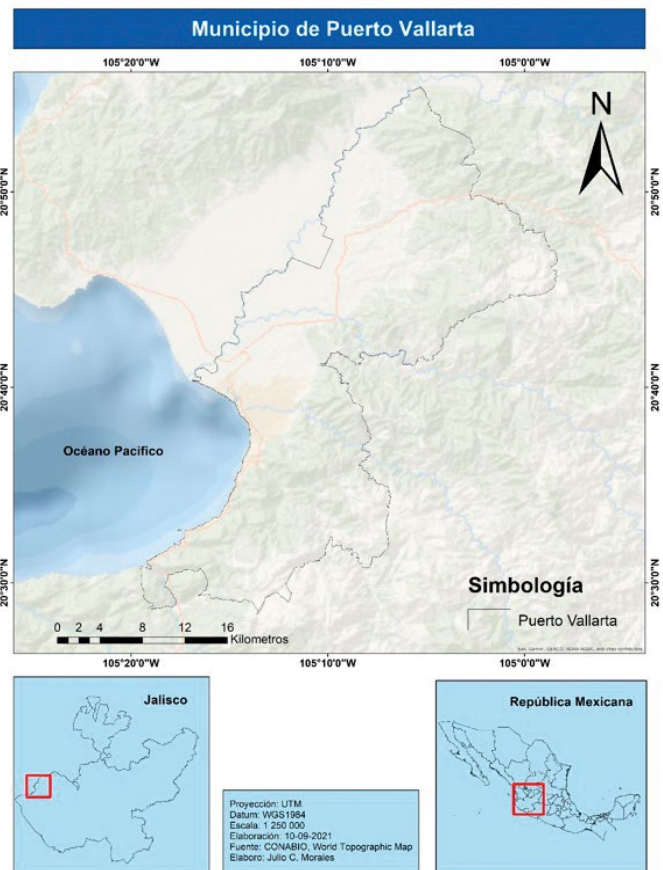 Municipio de Puerto Vallarta
105°20'0"W 105°10'0"W 105°0'0"W
N
20°50'0"N 20°50'0"N
20°40'0"N 20°40'0"N
Océano Pacífico
20°30'0"N 20°30'0"N
Simbología
Puerto Vallarta
0 2 4 8 12 16
Kilometros
105°20'0"W 105°10'0"W 105°0'0"W
Jalisco
República Mexicana
Proyección: UTM
Datum: WGS1984
Escala: 1 250 000
Elaboración: 10-09-2021
Fuente: CONABIO, World Topographic Map
Elaboro: Julio C. Morales